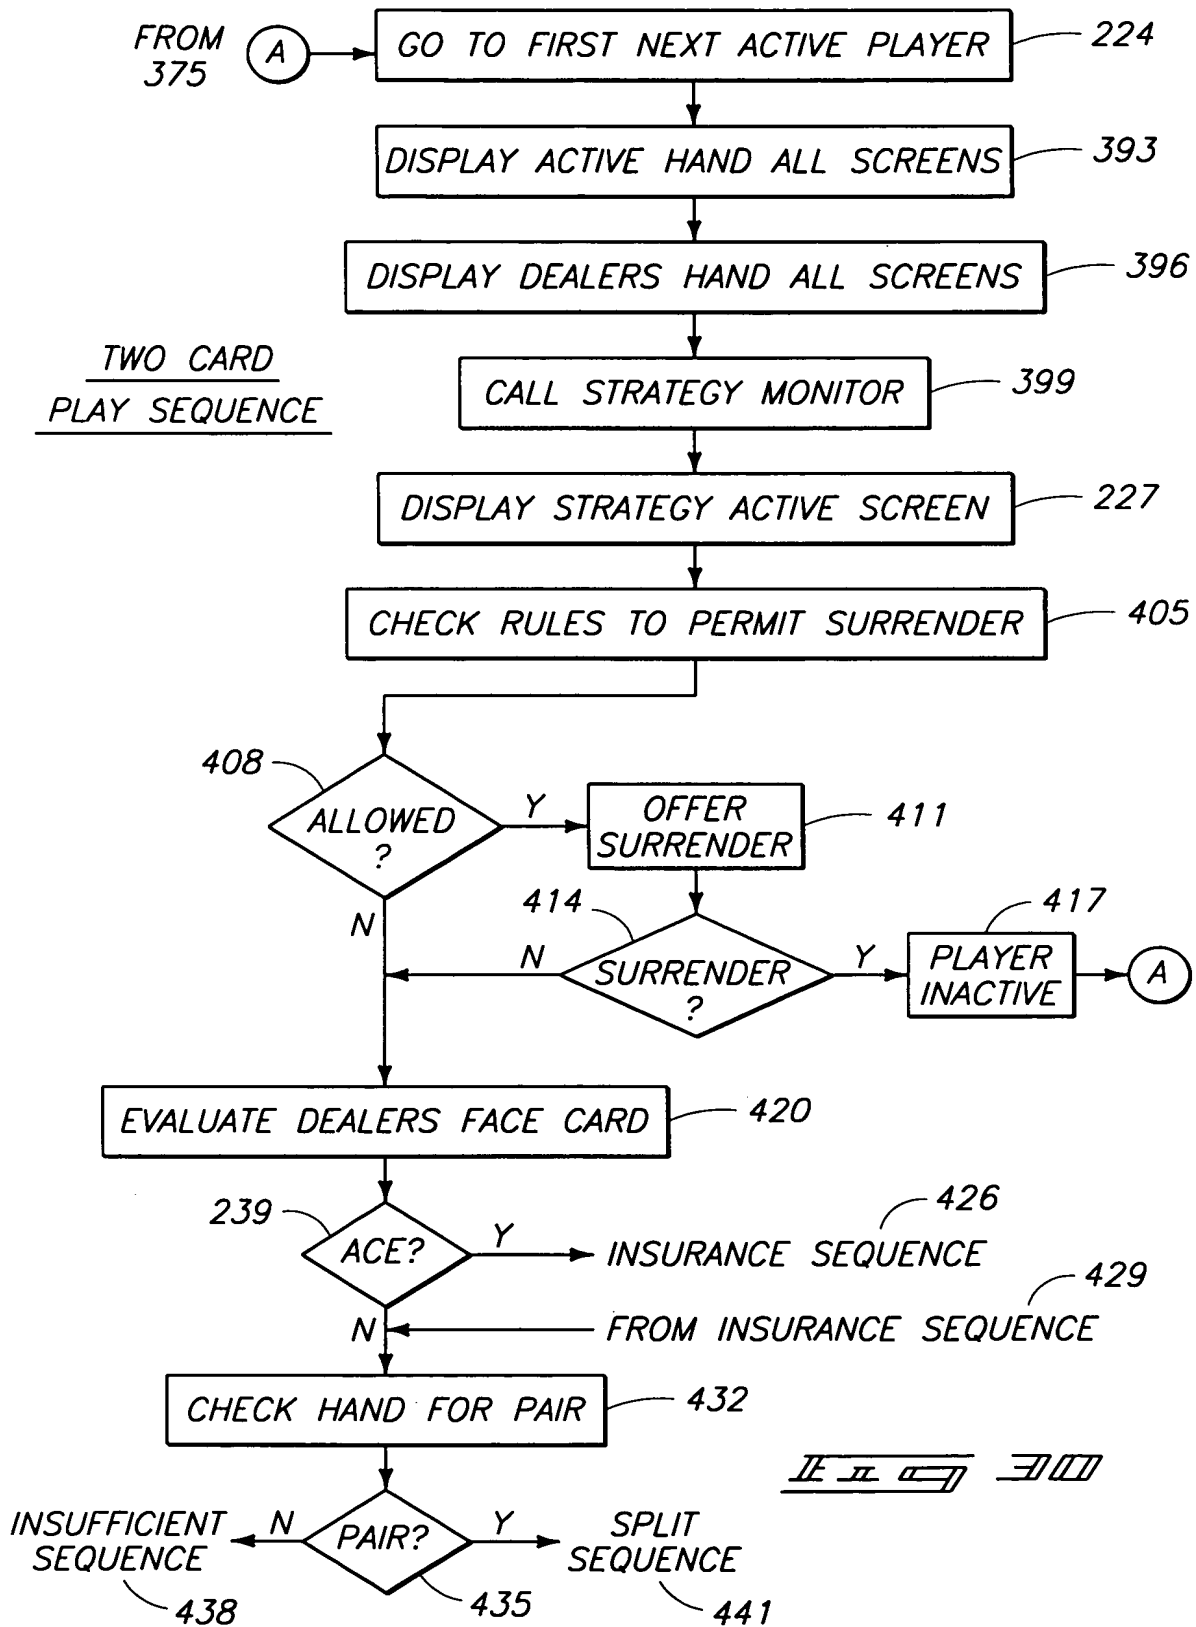 FROM
375
A
GO TO FIRST NEXT ACTIVE PLAYER
224
DISPLAY ACTIVE HAND ALL SCREENS
393
DISPLAY DEALERS HAND ALL SCREENS
396
TWO CARD
PLAY SEQUENCE
CALL STRATEGY MONITOR
399
DISPLAY STRATEGY ACTIVE SCREEN
227
CHECK RULES TO PERMIT SURRENDER
405
408
ALLOWED
?
Y
OFFER
SURRENDER
411
N
414
SURRENDER
?
N
Y
417
PLAYER
INACTIVE
A
EVALUATE DEALERS FACE CARD
420
239
ACE?
Y
426
INSURANCE SEQUENCE
429
N
FROM INSURANCE SEQUENCE
CHECK HAND FOR PAIR
432
Fig 30
INSUFFICIENT
SEQUENCE
438
N
PAIR?
435
Y
SPLIT
SEQUENCE
441